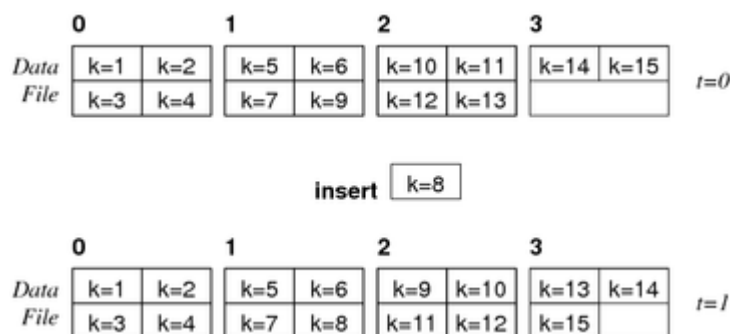 0 1 2 3
Data k=1 k=2 k=5 k=6 k=10 k=11 k=14 k=15 t=0
File k=3 k=4 k=7 k=9 k=12 k=13
insert k=8
0 1 2 3
Data k=1 k=2 k=5 k=6 k=9 k=10 k=13 k=14 t=1
File k=3 k=4 k=7 k=8 k=11 k=12 k=15